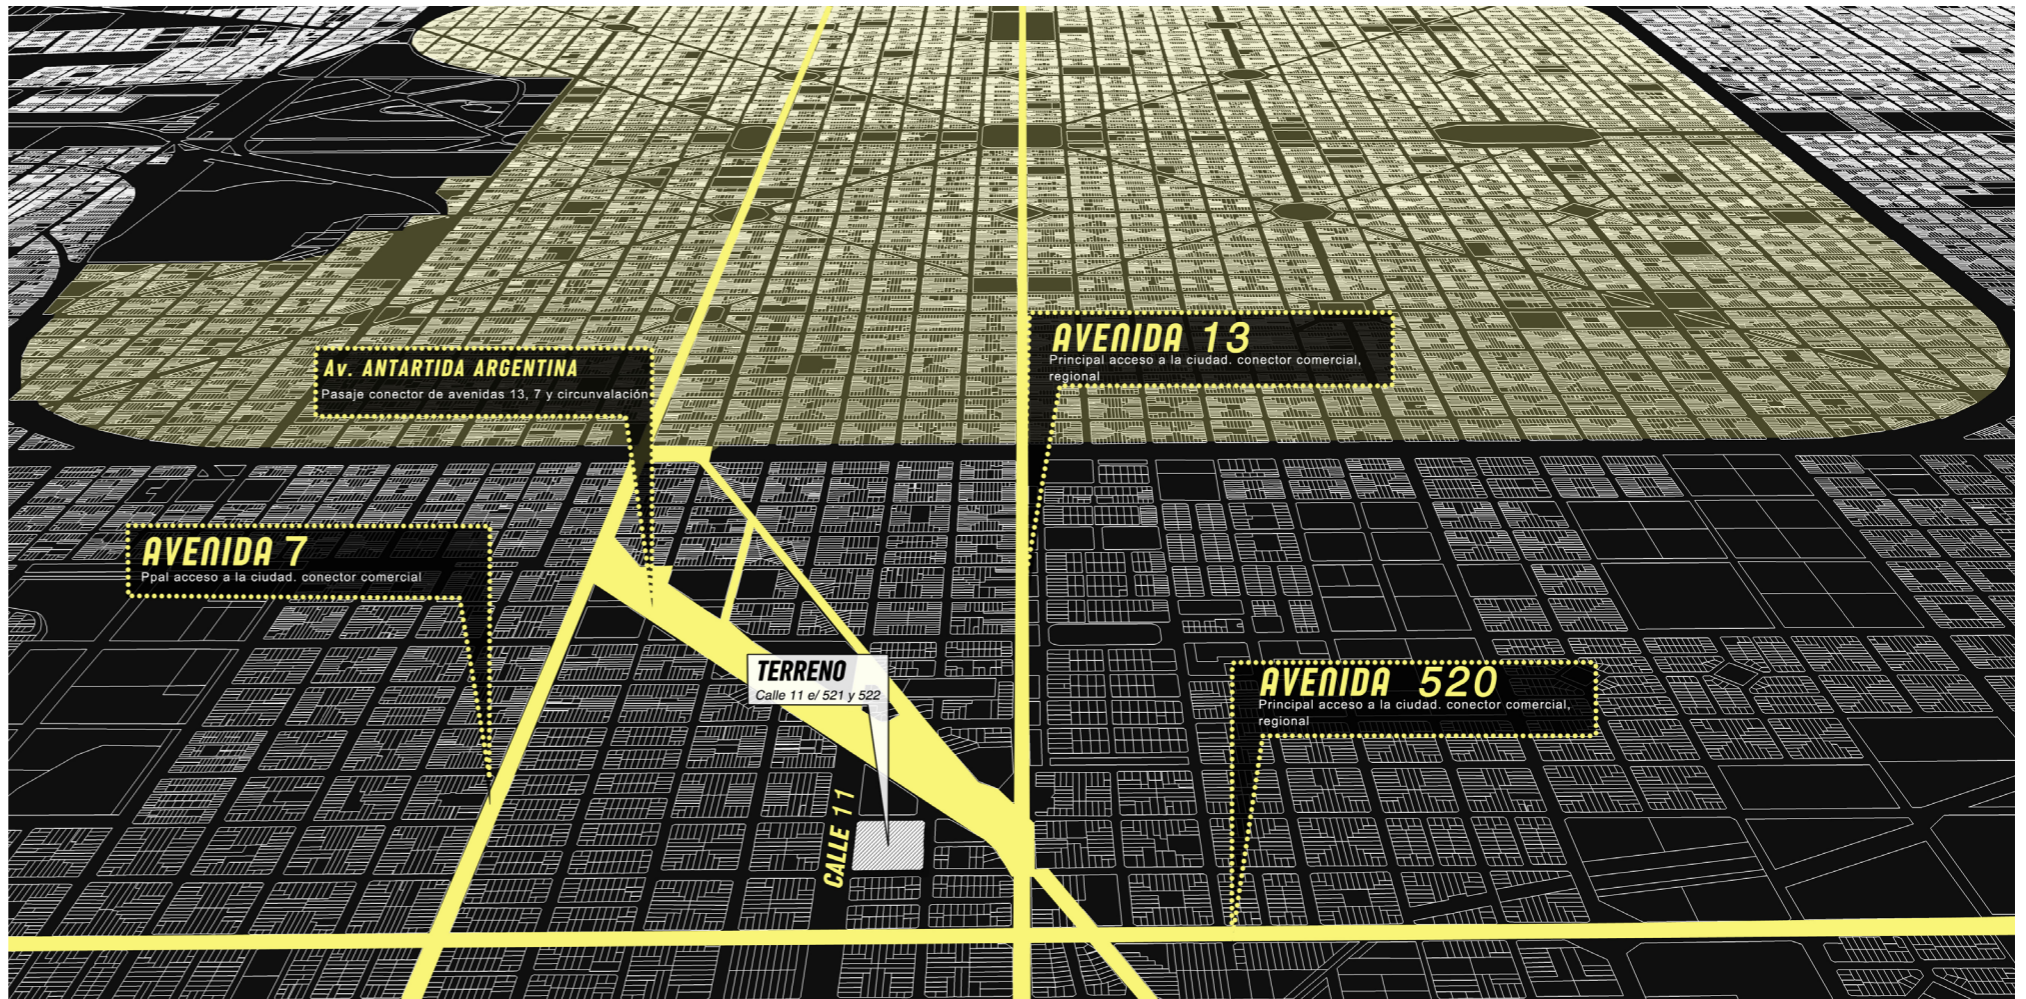 AVENIDA 13
Principal acceso a la ciudad. conector comercial,
regional
Av. ANTARTIDA ARGENTINA
Pasaje conector de avenidas 13, 7 y circunvalación
AVENIDA 7
Ppal acceso a la ciudad. conector comercial
TERRENO
Calle 11 e/ 521 y 522
AVENIDA 520
Principal acceso a la ciudad. conector comercial,
regional
CALLE 11